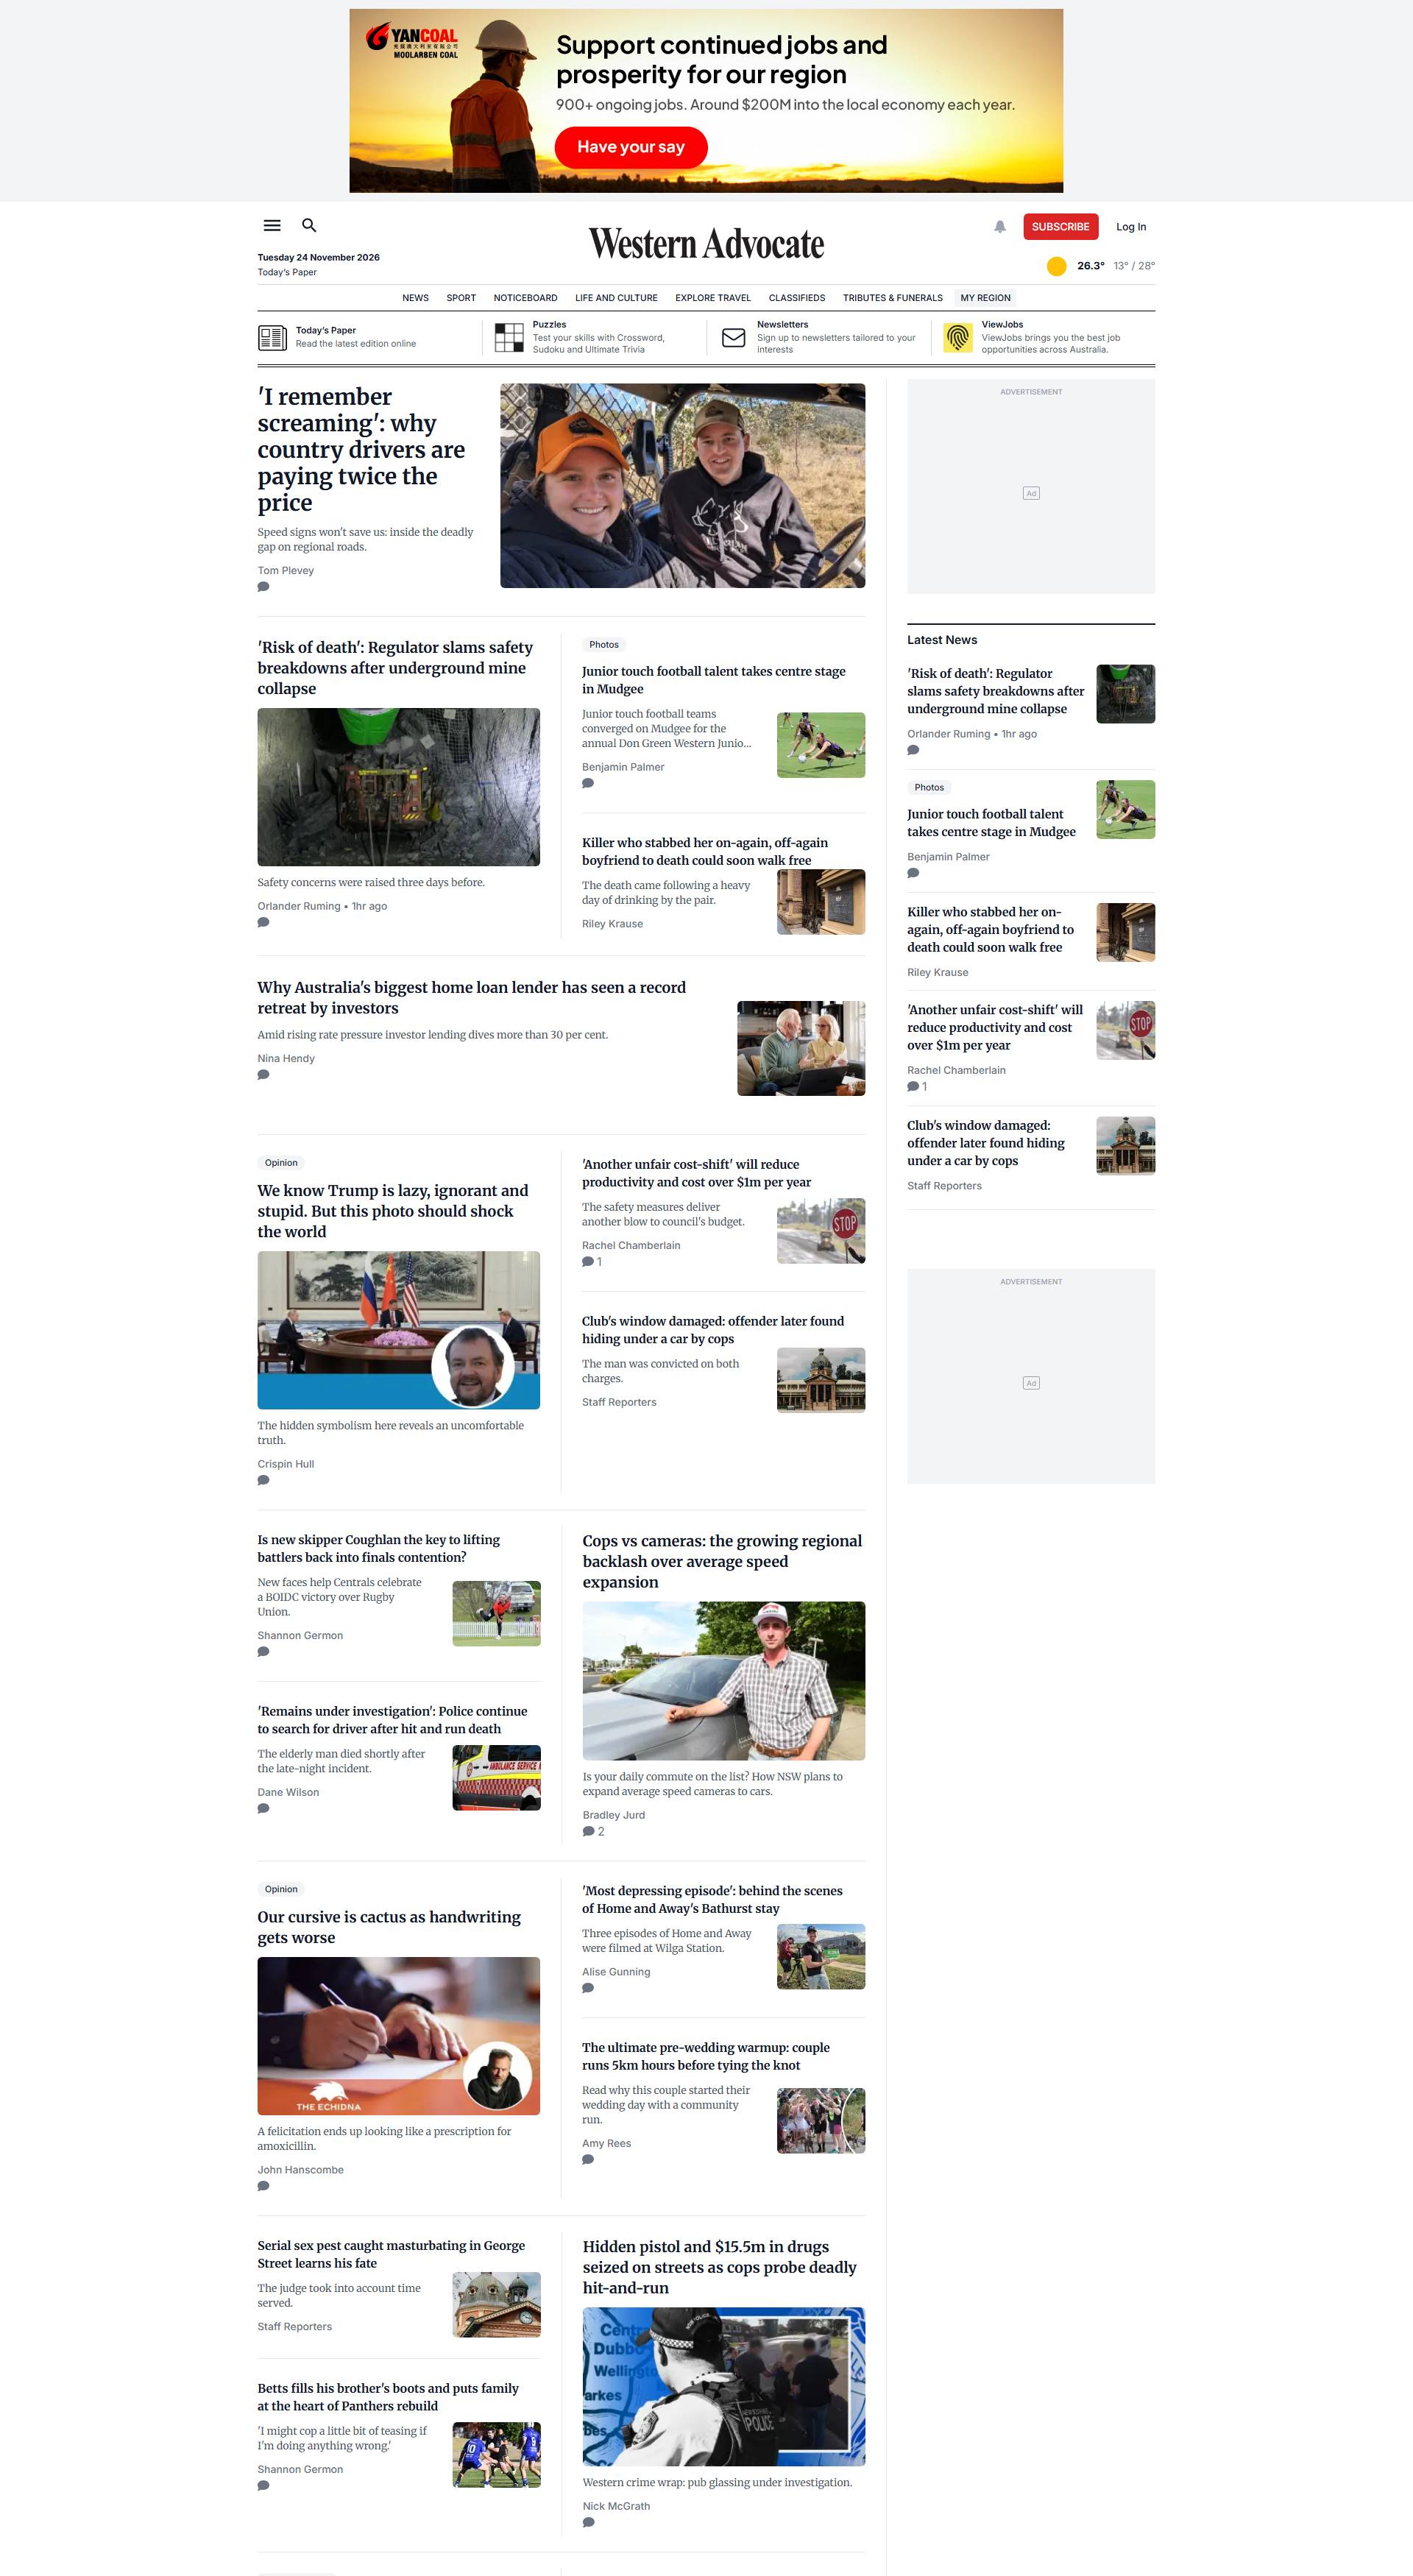 YANCOAL
MOOLARBEN COAL
Support continued jobs and
prosperity for our region
900+ ongoing jobs. Around $200M into the local economy each year.
Have your say
Western Advocate
SUBSCRIBE
Log In
Tuesday 24 November 2026
Today's Paper
26.3° 13° / 28°
NEWS SPORT NOTICEBOARD LIFE AND CULTURE EXPLORE TRAVEL CLASSIFIEDS TRIBUTES & FUNERALS MY REGION
Today's Paper
Read the latest edition online
Puzzles
Test your skills with Crossword,
Sudoku and Ultimate Trivia
Newsletters
Sign up to newsletters tailored to your
interests
ViewJobs
ViewJobs brings you the best job
opportunities across Australia.
'I remember
screaming': why
country drivers are
paying twice the
price
Speed signs won't save us: inside the deadly
gap on regional roads.
Tom Plevey
'Risk of death': Regulator slams safety
breakdowns after underground mine
collapse
Safety concerns were raised three days before.
Orlander Ruming • 1hr ago
Photos
Junior touch football talent takes centre stage
in Mudgee
Junior touch football teams
converged on Mudgee for the
annual Don Green Western Junio...
Benjamin Palmer
Killer who stabbed her on-again, off-again
boyfriend to death could soon walk free
The death came following a heavy
day of drinking by the pair.
Riley Krause
Why Australia's biggest home loan lender has seen a record
retreat by investors
Amid rising rate pressure investor lending dives more than 30 per cent.
Nina Hendy
Opinion
We know Trump is lazy, ignorant and
stupid. But this photo should shock
the world
The hidden symbolism here reveals an uncomfortable
truth.
Crispin Hull
'Another unfair cost-shift' will reduce
productivity and cost over $1m per year
The safety measures deliver
another blow to council's budget.
Rachel Chamberlain
1
STOP
Club's window damaged: offender later found
hiding under a car by cops
The man was convicted on both
charges.
Staff Reporters
Is new skipper Coughlan the key to lifting
battlers back into finals contention?
New faces help Centrals celebrate
a BOIDC victory over Rugby
Union.
Shannon Germon
'Remains under investigation': Police continue
to search for driver after hit and run death
The elderly man died shortly after
the late-night incident.
Dane Wilson
AMBULANCE SERVICE
Cops vs cameras: the growing regional
backlash over average speed
expansion
Is your daily commute on the list? How NSW plans to
expand average speed cameras to cars.
Bradley Jurd
2
Opinion
Our cursive is cactus as handwriting
gets worse
THE ECHIDNA
A felicitation ends up looking like a prescription for
amoxicillin.
John Hanscombe
'Most depressing episode': behind the scenes
of Home and Away's Bathurst stay
Three episodes of Home and Away
were filmed at Wilga Station.
Alise Gunning
The ultimate pre-wedding warmup: couple
runs 5km hours before tying the knot
Read why this couple started their
wedding day with a community
run.
Amy Rees
Serial sex pest caught masturbating in George
Street learns his fate
The judge took into account time
served.
Staff Reporters
Betts fills his brother's boots and puts family
at the heart of Panthers rebuild
'I might cop a little bit of teasing if
I'm doing anything wrong.'
Shannon Germon
Hidden pistol and $15.5m in drugs
seized on streets as cops probe deadly
hit-and-run
Centr
Dubbo
Wellingto
arkes
bes
POLICE
Western crime wrap: pub glassing under investigation.
Nick McGrath
ADVERTISEMENT
Ad
Latest News
'Risk of death': Regulator
slams safety breakdowns after
underground mine collapse
Orlander Ruming • 1hr ago
Photos
Junior touch football talent
takes centre stage in Mudgee
Benjamin Palmer
Killer who stabbed her on-
again, off-again boyfriend to
death could soon walk free
Riley Krause
'Another unfair cost-shift' will
reduce productivity and cost
over $1m per year
Rachel Chamberlain
1
STOP
Club's window damaged:
offender later found hiding
under a car by cops
Staff Reporters
ADVERTISEMENT
Ad